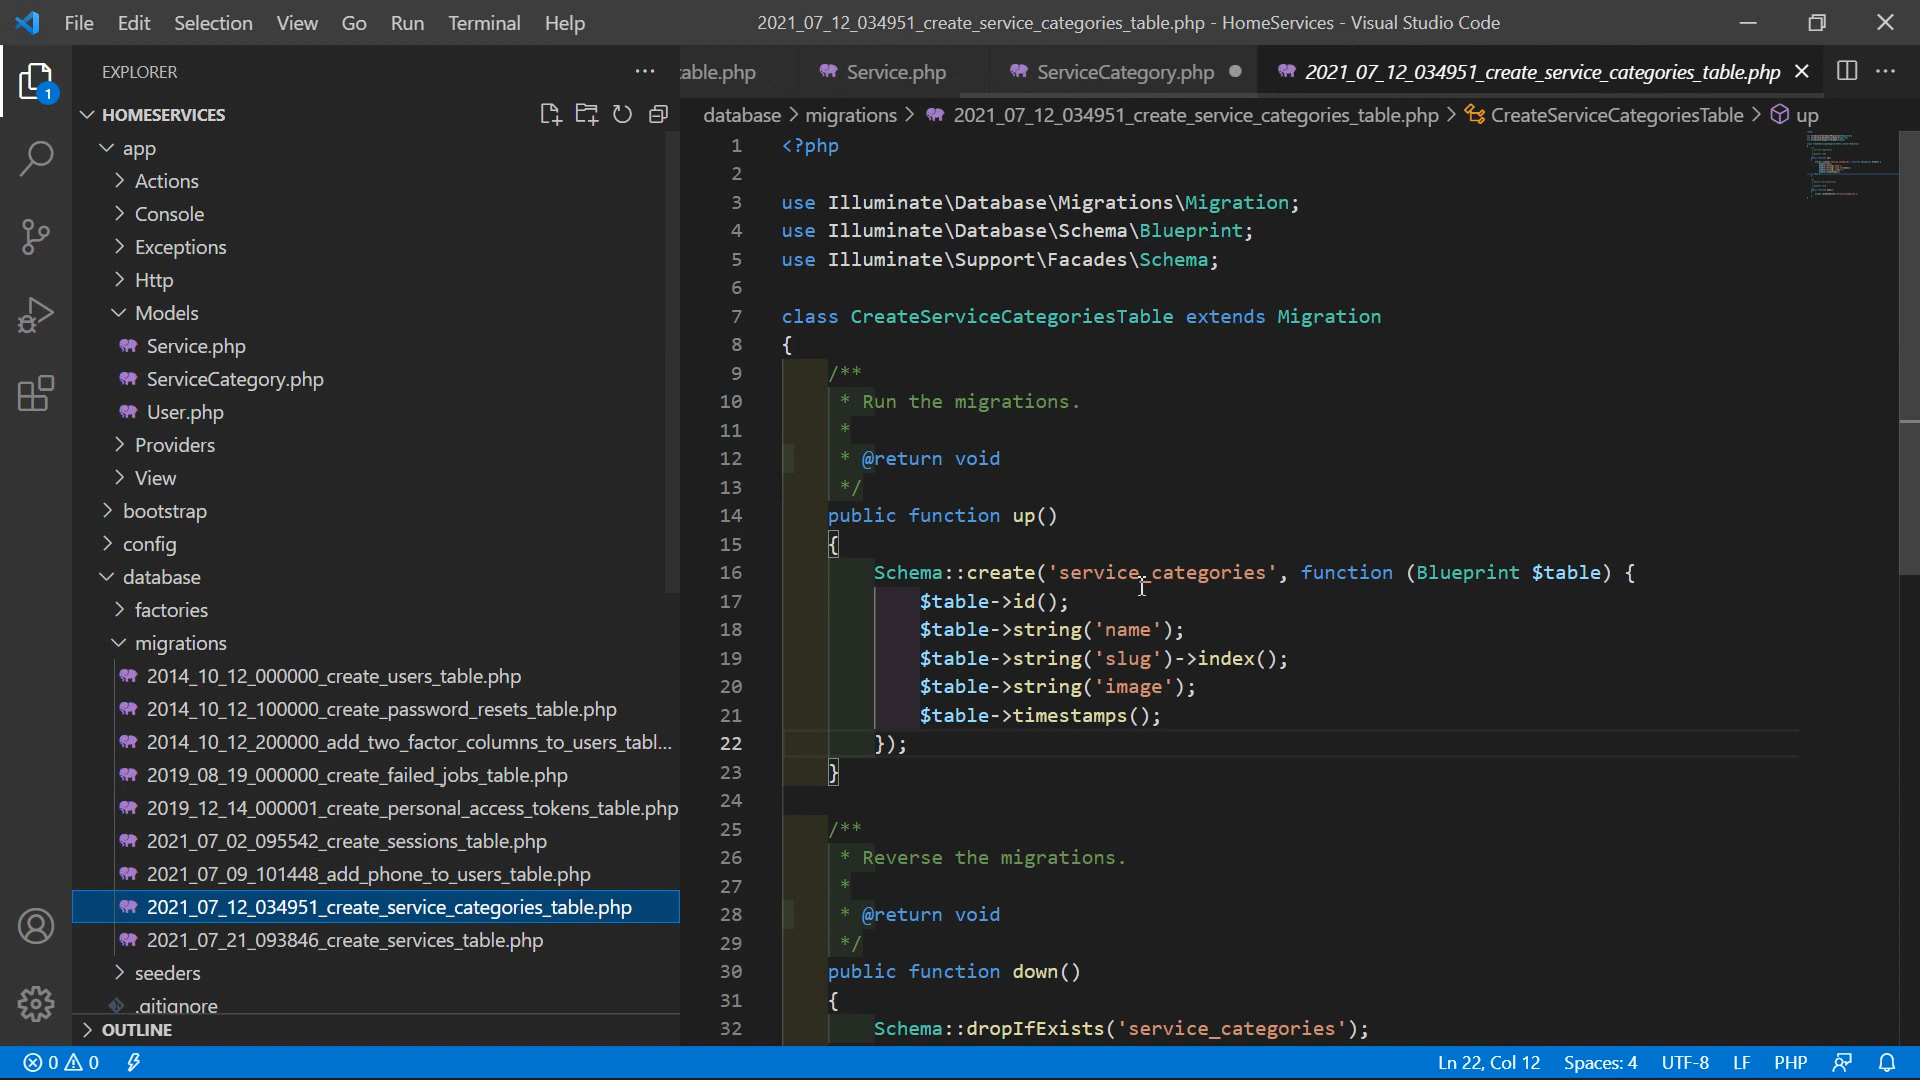 File Edit Selection View Go Run Terminal Help
2021_07_12_034951_create_service_categories_table.php - HomeServices - Visual Studio Code
EXPLORER
HOMESERVICES
app
Actions
Console
Exceptions
Http
Models
Service.php
ServiceCategory.php
User.php
Providers
View
bootstrap
config
database
factories
migrations
2014_10_12_000000_create_users_table.php
2014_10_12_100000_create_password_resets_table.php
2014_10_12_200000_add_two_factor_columns_to_users_tabl...
2019_08_19_000000_create_failed_jobs_table.php
2019_12_14_000001_create_personal_access_tokens_table.php
2021_07_02_095542_create_sessions_table.php
2021_07_09_101448_add_phone_to_users_table.php
2021_07_12_034951_create_service_categories_table.php
2021_07_21_093846_create_services_table.php
seeders
.gitignore
OUTLINE
1
able.php Service.php ServiceCategory.php 2021_07_12_034951_create_service_categories_table.php
database > migrations > 2021_07_12_034951_create_service_categories_table.php > CreateServiceCategoriesTable > up
1 <?php
2
3 use Illuminate\Database\Migrations\Migration;
4 use Illuminate\Database\Schema\Blueprint;
5 use Illuminate\Support\Facades\Schema;
6
7 class CreateServiceCategoriesTable extends Migration
8 {
9 /**
10 * Run the migrations.
11 *
12 * @return void
13 */
14 public function up()
15 {
16 Schema::create('service_categories', function (Blueprint $table) {
17 $table->id();
18 $table->string('name');
19 $table->string('slug')->index();
20 $table->string('image');
21 $table->timestamps();
22 });
23 }
24
25 /**
26 * Reverse the migrations.
27 *
28 * @return void
29 */
30 public function down()
31 {
32 Schema::dropIfExists('service_categories');
0 0
Ln 22, Col 12 Spaces: 4 UTF-8 LF PHP